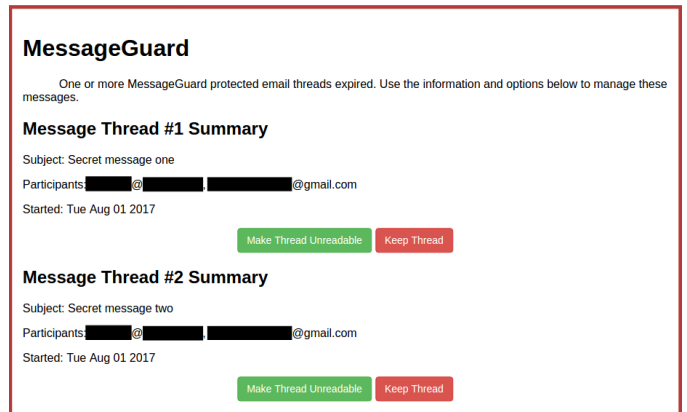 MessageGuard
One or more MessageGuard protected email threads expired. Use the information and options below to manage these
messages.
Message Thread #1 Summary
Subject: Secret message one
Participants: @ , @gmail.com
Started: Tue Aug 01 2017
Make Thread Unreadable Keep Thread
Message Thread #2 Summary
Subject: Secret message two
Participants: @ , @gmail.com
Started: Tue Aug 01 2017
Make Thread Unreadable Keep Thread